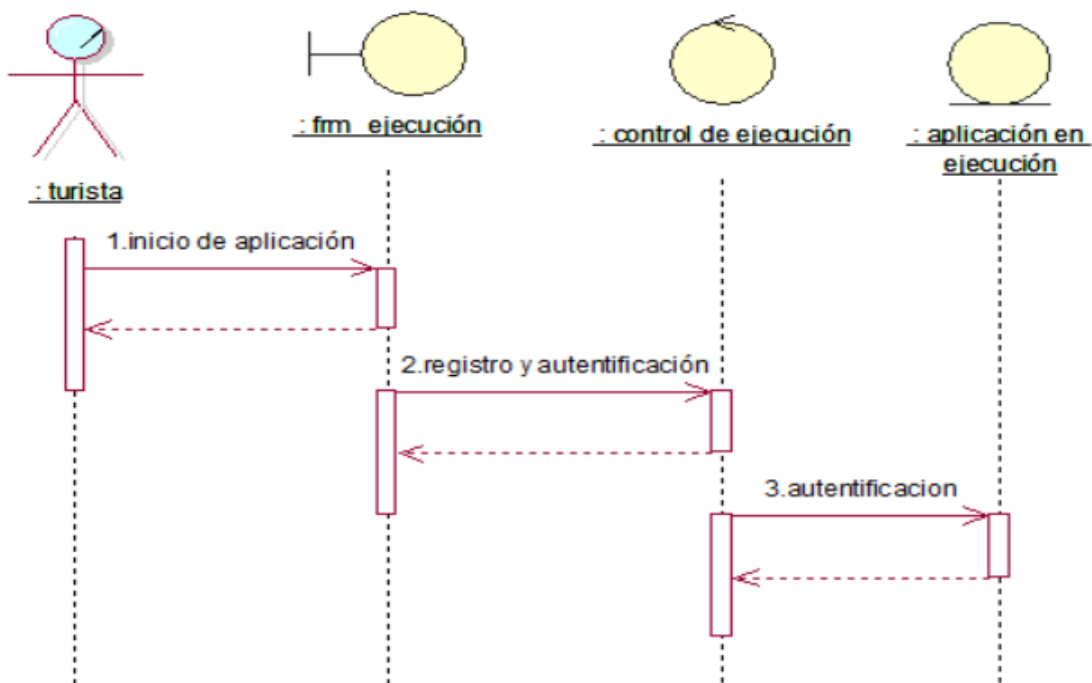 : turista
: frm_ejecución
: control de ejecución
: aplicación en
ejecución
1.inicio de aplicación
2.registro y autentificación
3.autentificacion